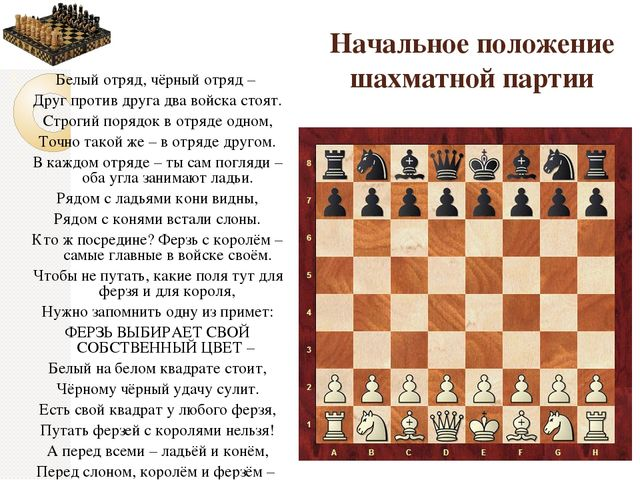 Начальное положение
шахматной партии
Белый отряд, чёрный отряд –
Друг против друга два войска стоят.
Строгий порядок в отряде одном,
Точно такой же – в отряде другом.
В каждом отряде – ты сам погляди –
оба угла занимают ладьи.
Рядом с ладьями кони видны,
Рядом с конями встали слоны.
Кто ж посредине? Ферзь с королём –
самые главные в войске своём.
Чтобы не путать, какие поля тут для
ферзя и для короля,
Нужно запомнить одну из примет:
ФЕРЗЬ ВЫБИРАЕТ СВОЙ
СОБСТВЕННЫЙ ЦВЕТ –
Белый на белом квадрате стоит,
Чёрному чёрный удачу сулит.
Есть свой квадрат у любого ферзя,
Путать ферзей с королями нельзя!
А перед всеми – ладьёй и конём,
Перед слоном, королём и ферзём –
8
7
6
5
4
3
2
1
A B C D E F G H